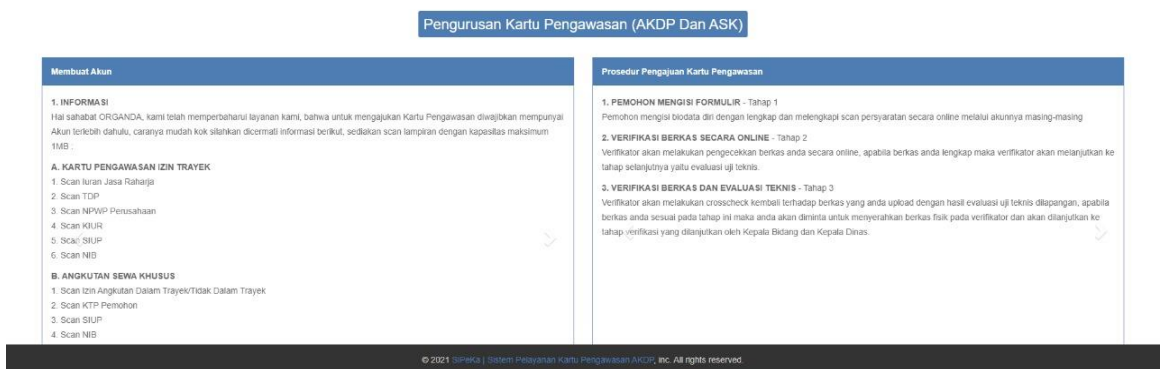 Pengurusan Kartu Pengawasan (AKDP Dan ASK)
Membuat Akun
1. INFORMASI
Hai sahabat ORGANDA, kami telah memperbaharui layanan kami, bahwa untuk mengajukan Kartu Pengawasan diwajibkan mempunyai
Akun terlebih dahulu, caranya mudah kok silahkan dicermati informasi berikut, sediakan scan lampiran dengan kapasitas maksimum
1MB :
A. KARTU PENGAWASAN IZIN TRAYEK
1. Scan Iuran Jasa Raharja
2. Scan TDP
3. Scan NPWP Perusahaan
4. Scan KIUR
5. Scan SIUP
6. Scan NIB
B. ANGKUTAN SEWA KHUSUS
1. Scan Izin Angkutan Dalam Trayek/Tidak Dalam Trayek
2. Scan KTP Pemohon
3. Scan SIUP
4. Scan NIB
Prosedur Pengajuan Kartu Pengawasan
1. PEMOHON MENGISI FORMULIR - Tahap 1
Pemohon mengisi biodata diri dengan lengkap dan melengkapi scan persyaratan secara online melalui akunnya masing-masing
2. VERIFIKASI BERKAS SECARA ONLINE - Tahap 2
Verifikator akan melakukan pengecekkan berkas anda secara online, apabila berkas anda lengkap maka verifikator akan melanjutkan ke
tahap selanjutnya yaitu evaluasi uji teknis.
3. VERIFIKASI BERKAS DAN EVALUASI TEKNIS - Tahap 3
Verifikator akan melakukan crosscheck kembali terhadap berkas yang anda upload dengan hasil evaluasi uji teknis dilapangan, apabila
berkas anda sesuai pada tahap ini maka anda akan diminta untuk menyerahkan berkas fisik pada verifikator dan akan dilanjutkan ke
tahap verifikasi yang dilanjutkan oleh Kepala Bidang dan Kepala Dinas.
© 2021 SIPeKa | Sistem Pelayanan Kartu Pengawasan AKDP, inc. All rights reserved.